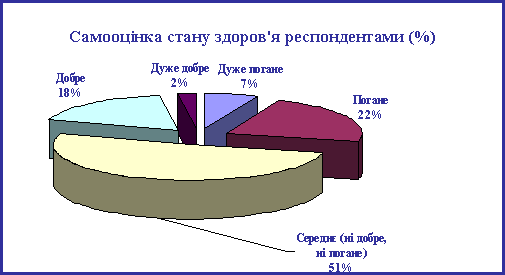 Самооцінка стану здоров'я респондентами (%)
Дуже добре
2%
Дуже погане
7%
Добре
18%
Погане
22%
Середнє (ні добре,
ні погане)
51%